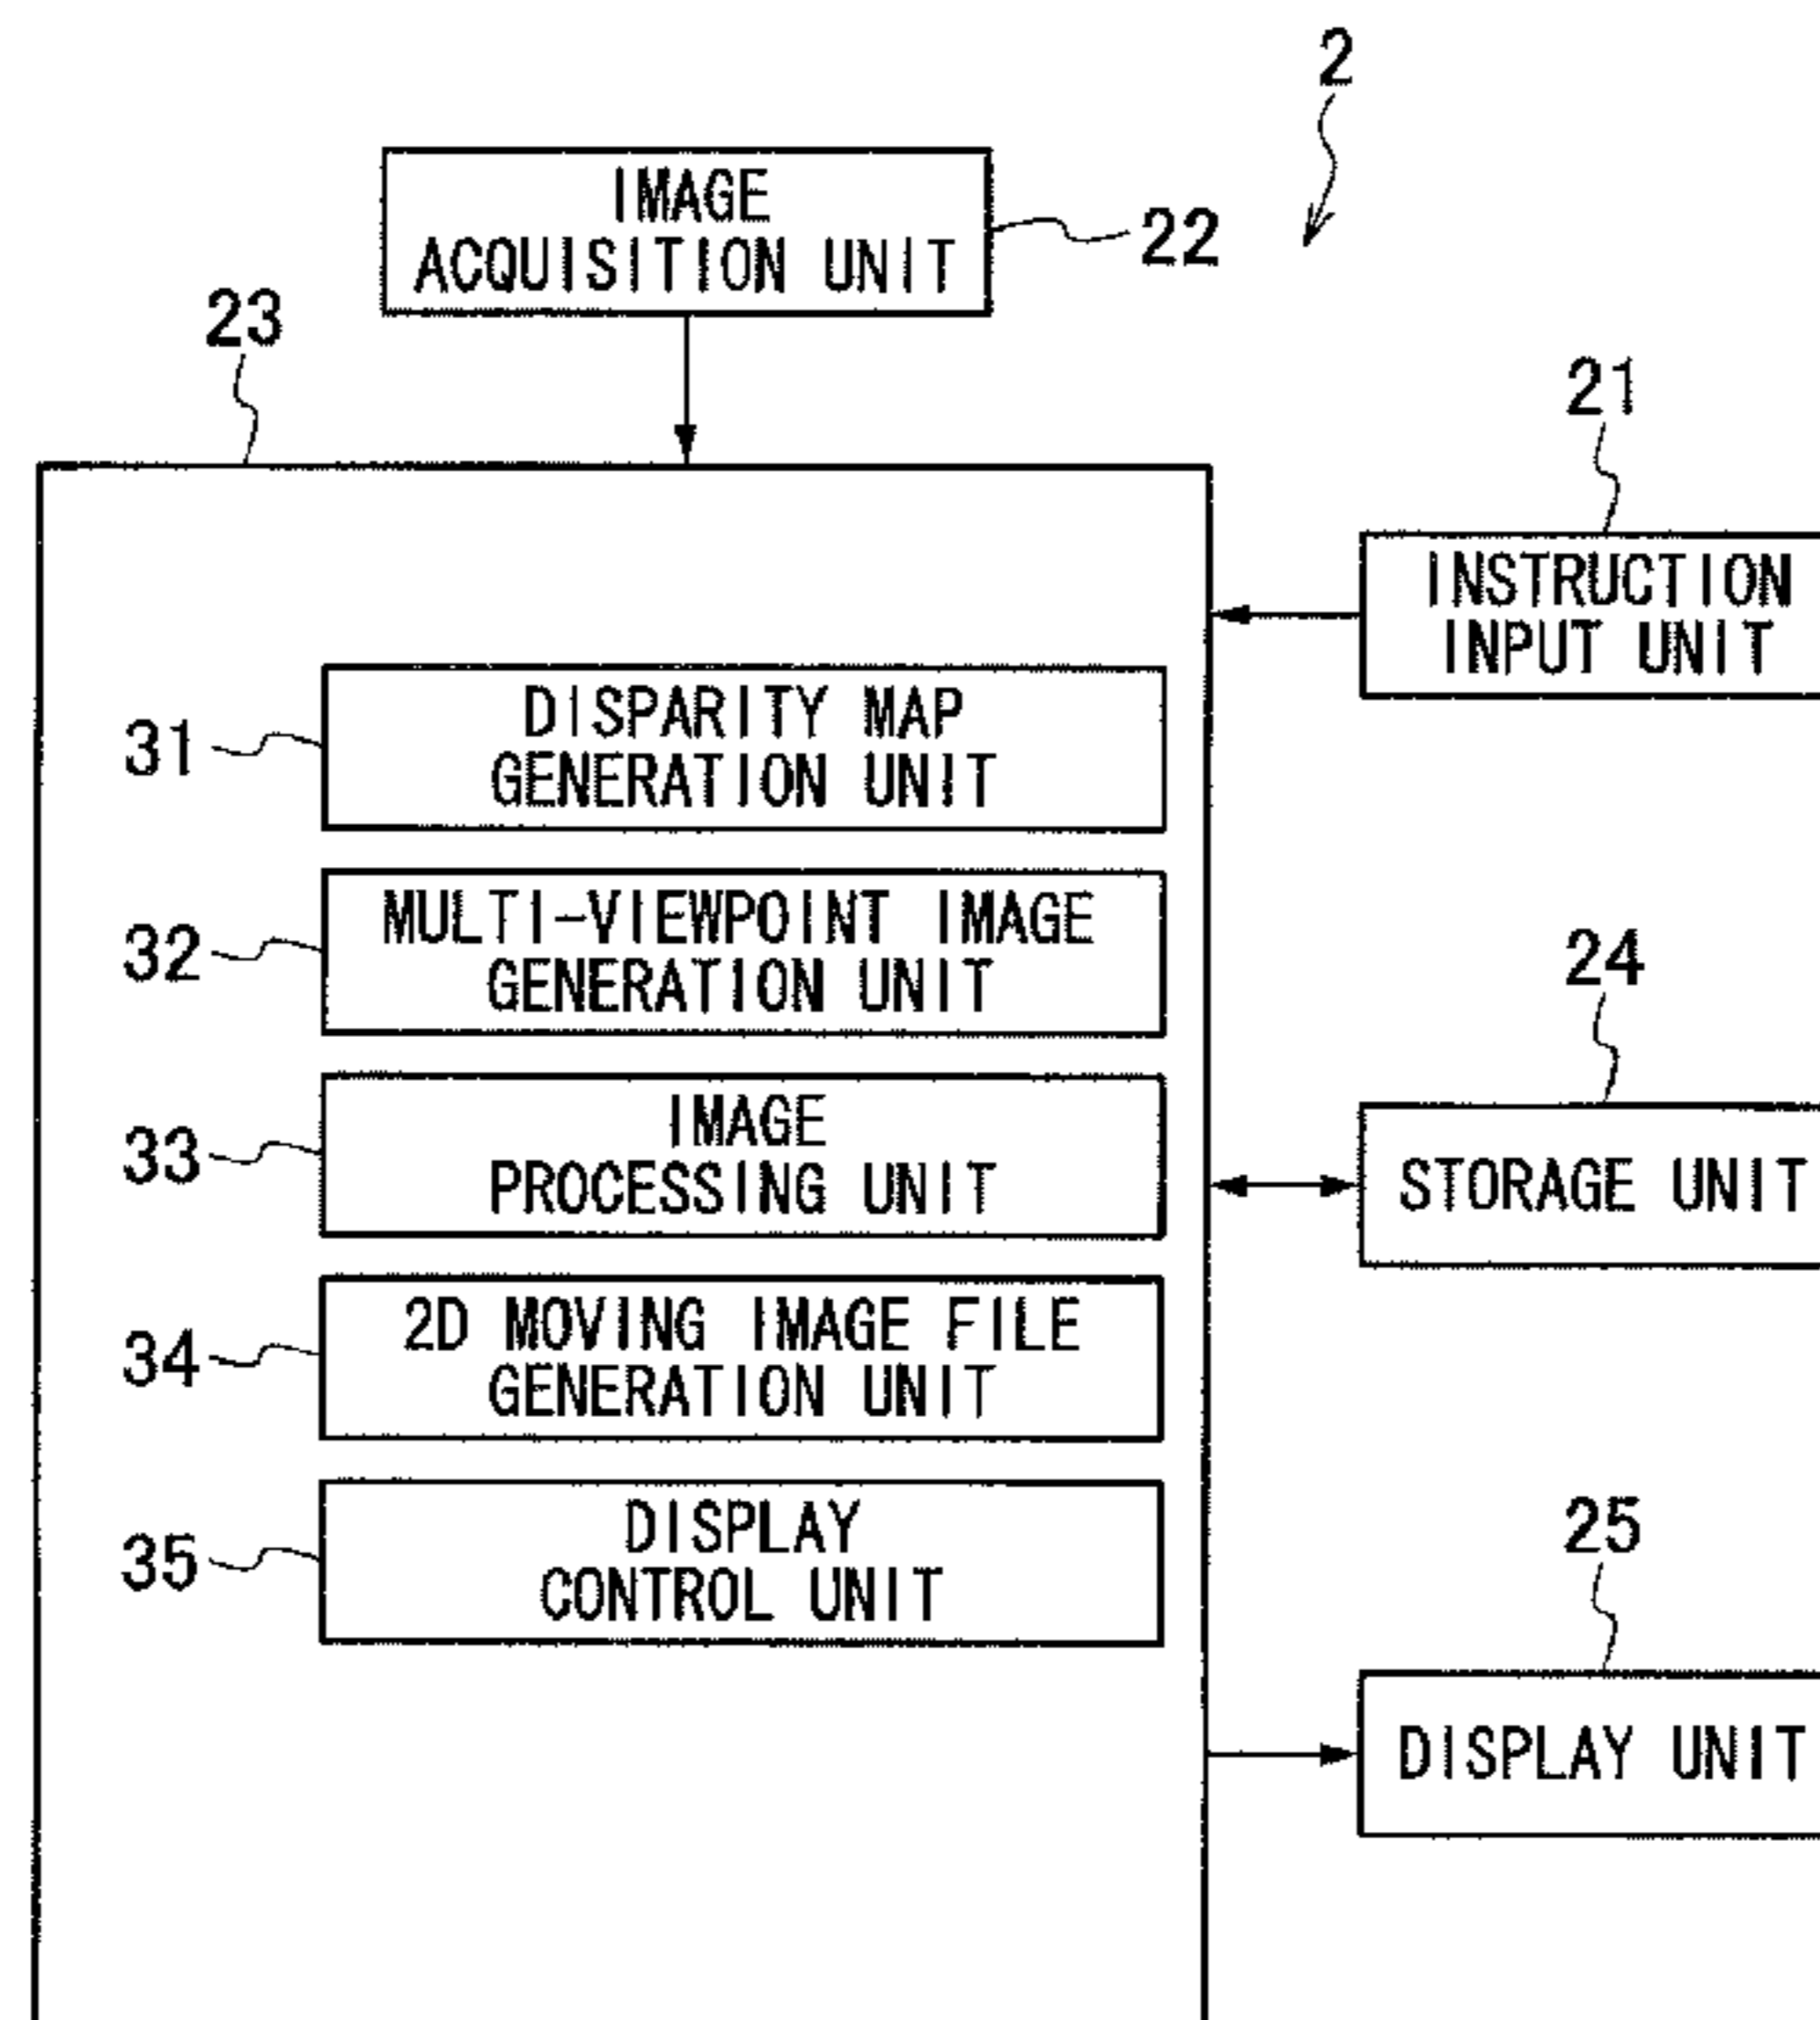 2
IMAGE
ACQUISITION UNIT
22
23
21
INSTRUCTION
INPUT UNIT
31
DISPARITY MAP
GENERATION UNIT
32
MULTI-VIEWPOINT IMAGE
GENERATION UNIT
24
33
IMAGE
PROCESSING UNIT
STORAGE UNIT
34
2D MOVING IMAGE FILE
GENERATION UNIT
35
DISPLAY
CONTROL UNIT
25
DISPLAY UNIT